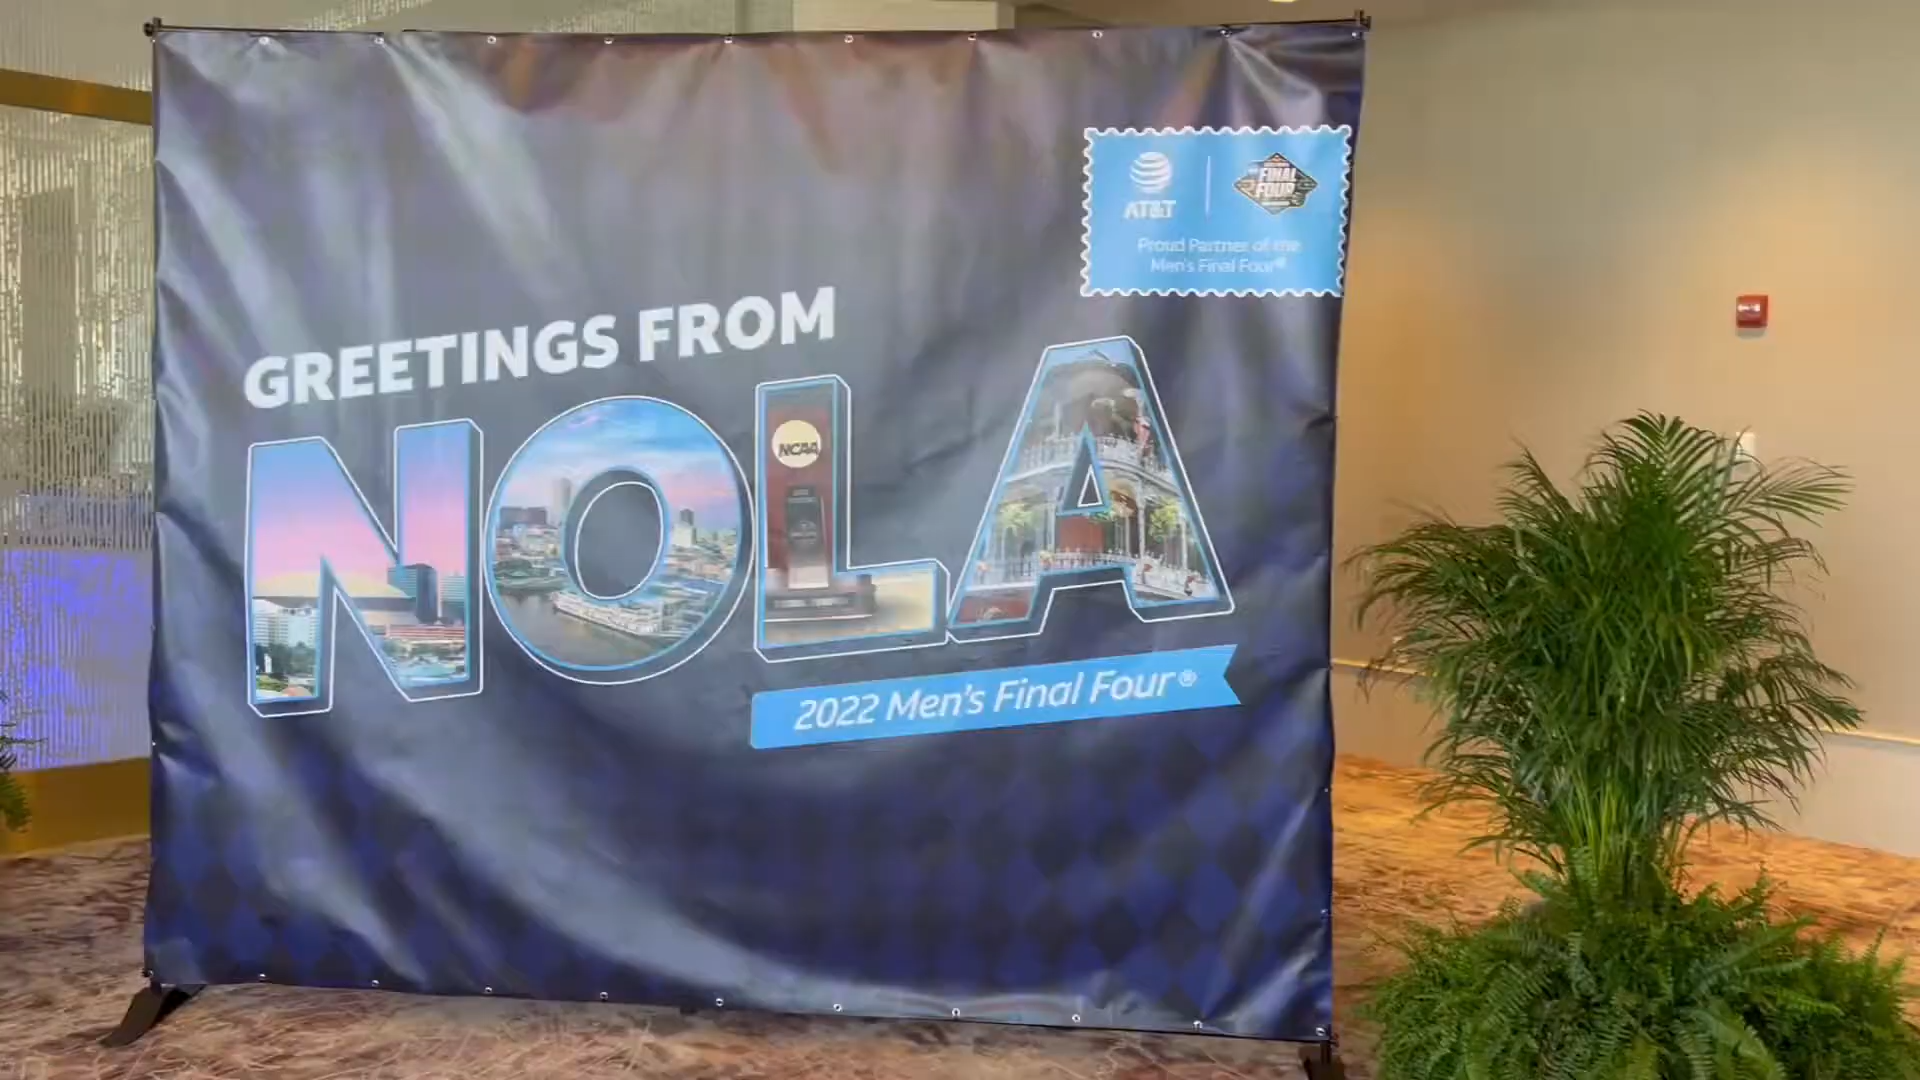 AT&T
FINAL
FOUR
Proud Partner of the
Men's Final Four®
GREETINGS FROM
NOLA
NCAA
2022 Men's Final Four®